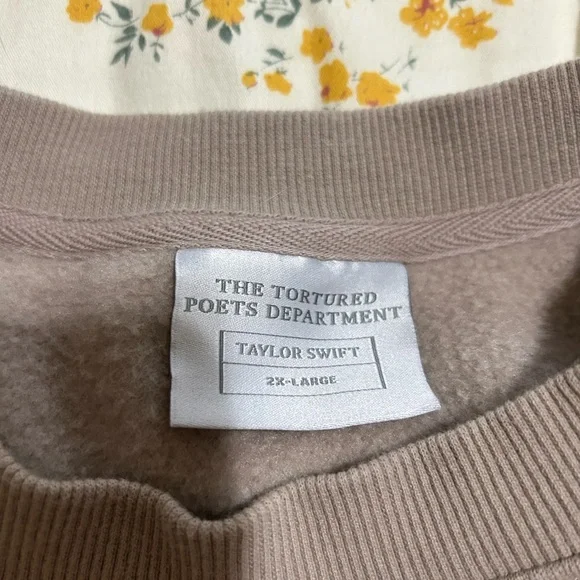 THE TORTURED
POETS DEPARTMENT
TAYLOR SWIFT
2X-LARGE